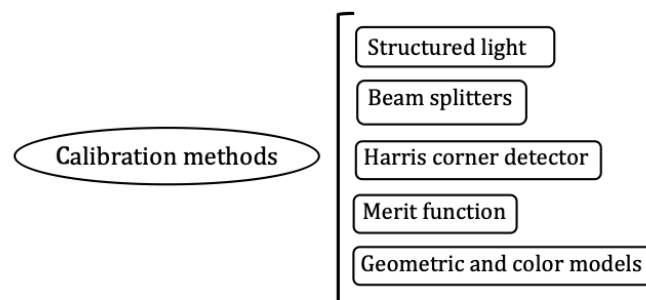 Structured light
Beam splitters
Calibration methods
Harris corner detector
Merit function
Geometric and color models